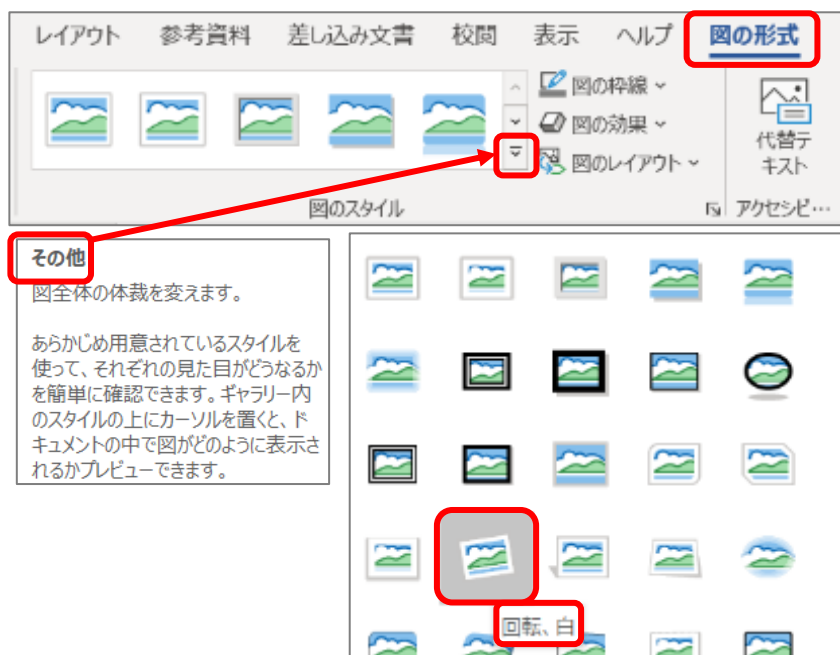 レイアウト 参考資料 差し込み文書 校閲 表示 ヘルプ 図の形式
図の枠線
図の効果
図のレイアウト
代替テ
キスト
図のスタイル
アクセシビ…
その他
図全体の体裁を変えます。
あらかじめ用意されているスタイルを
使って、それぞれの見た目がどうなるか
を簡単に確認できます。ギャラリー内
のスタイルの上にカーソルを置くと、ド
キュメントの中で図がどのように表示さ
れるかプレビューできます。
回転、白